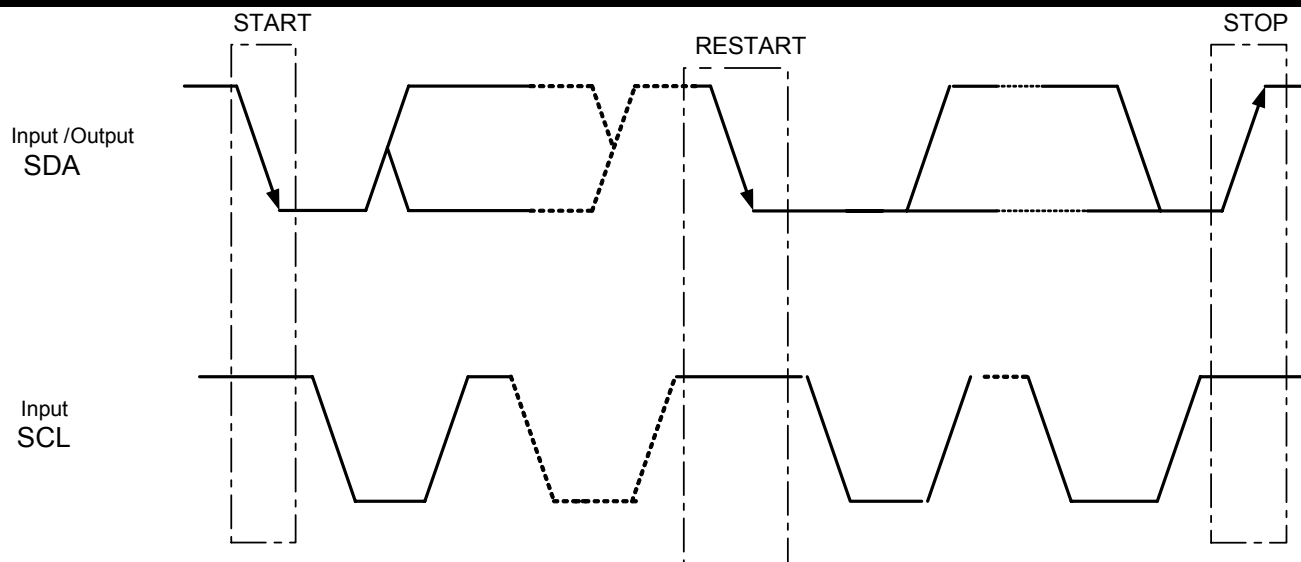 START
RESTART
STOP
Input /Output
SDA
Input
SCL